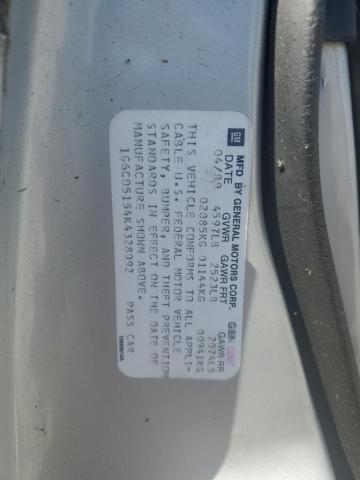 GM MFD BY GENERAL MOTORS CORP.
DATE GVWR GAWR FRT GAWR RR
04/89 4597LB 2523LB 2074LB
02085KG 01144KG 00941KG
THIS VEHICLE CONFORMS TO ALL APPLI-
CABLE U.S. FEDERAL MOTOR VEHICLE
SAFETY, BUMPER, AND THEFT PREVENTION
STANDARDS IN EFFECT ON THE DATE OF
MANUFACTURE SHOWN ABOVE.
1G6CD5154K4328092 PASS CAR